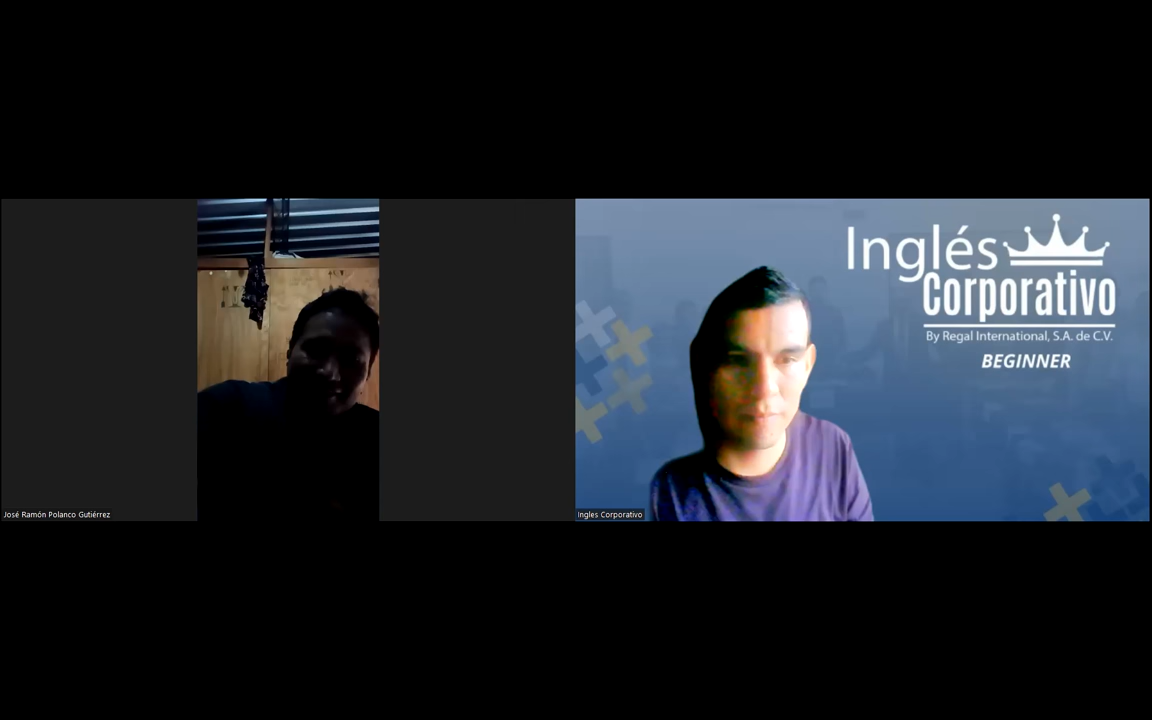 Inglés
Corporativo
By Regal International, S.A. de C.V.
BEGINNER
José Ramón Polanco Gutiérrez
Ingles Corporativo